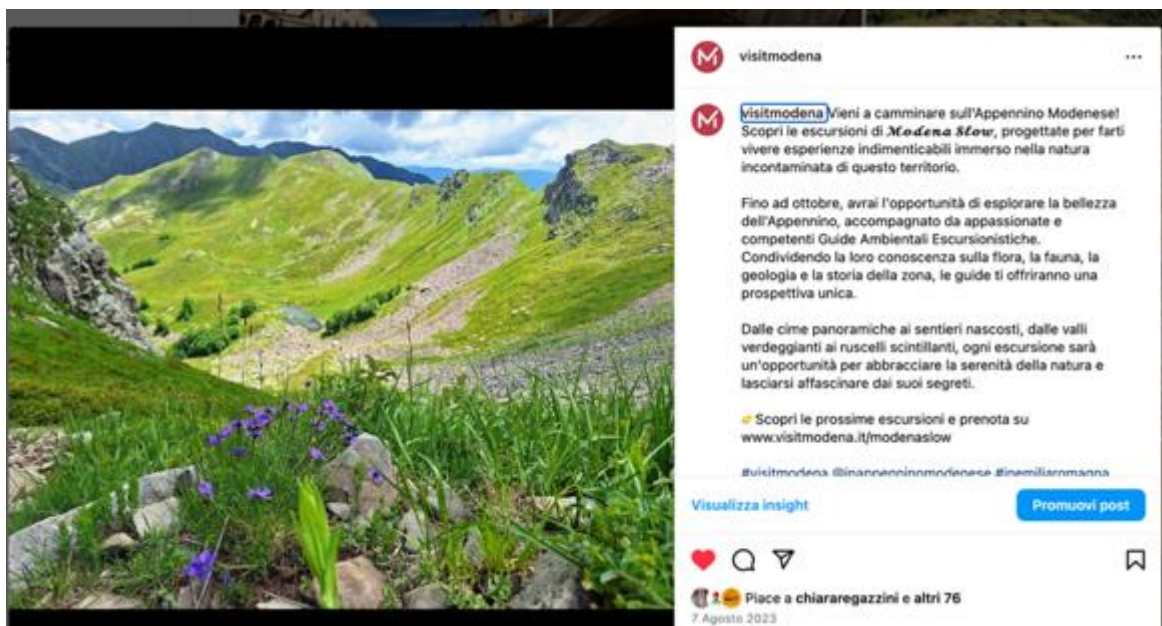 visitmodena
visitmodena Vieni a camminare sull'Appennino Modenese!
Scopri le escursioni di Modena Slow, progettate per farti
vivere esperienze indimenticabili immerso nella natura
incontaminata di questo territorio.
Fino ad ottobre, avrai l'opportunità di esplorare la bellezza
dell'Appennino, accompagnato da appassionate e
competenti Guide Ambientali Escursionistiche.
Condividendo la loro conoscenza sulla flora, la fauna, la
geologia e la storia della zona, le guide ti offriranno una
prospettiva unica.
Dalle cime panoramiche ai sentieri nascosti, dalle valli
verdeggianti ai ruscelli scintillanti, ogni escursione sarà
un'opportunità per abbracciare la serenità della natura e
lasciarsi affascinare dai suoi segreti.
👉Scopri le prossime escursioni e prenota su
www.visitmodena.it/modenaslow
#visitmodena @inappenninomodenese #inemiliaromagna
Visualizza insight
Promuovi post
Piace a chiararegazzini e altri 76
7 Agosto 2023